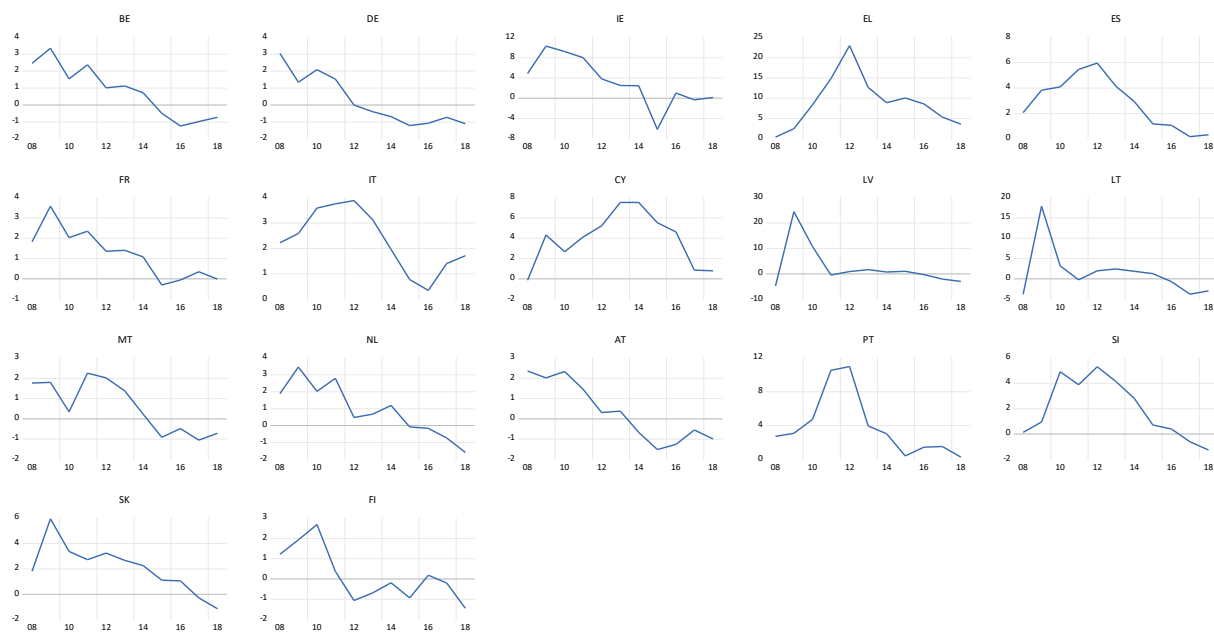 BE DE IE EL ES
4 4 12 25 8
3 3 8 20 6
2 2 4 15 4
1 1 0 10 2
0 0 -4 5 0
-1 -1 -8 0
-2 -2
08 10 12 14 16 18 08 10 12 14 16 18 08 10 12 14 16 18 08 10 12 14 16 18 08 10 12 14 16 18
FR IT CY LV LT
4 4 8 30 20
3 3 6 20 15
2 2 4 10 10
1 1 2 0 5
0 0 0 -10 0
-1 -2 -5
08 10 12 14 16 18 08 10 12 14 16 18 08 10 12 14 16 18 08 10 12 14 16 18 08 10 12 14 16 18
MT NL AT PT SI
3 4 3 12 6
2 3 2 8 4
1 2 1 4 2
0 1 0 0 0
-1 0 -1 -2
-2 -1 -2
-2
08 10 12 14 16 18 08 10 12 14 16 18 08 10 12 14 16 18 08 10 12 14 16 18 08 10 12 14 16 18
SK FI
6 3
4 2
2 1
0 0
-2 -1
-2
08 10 12 14 16 18 08 10 12 14 16 18